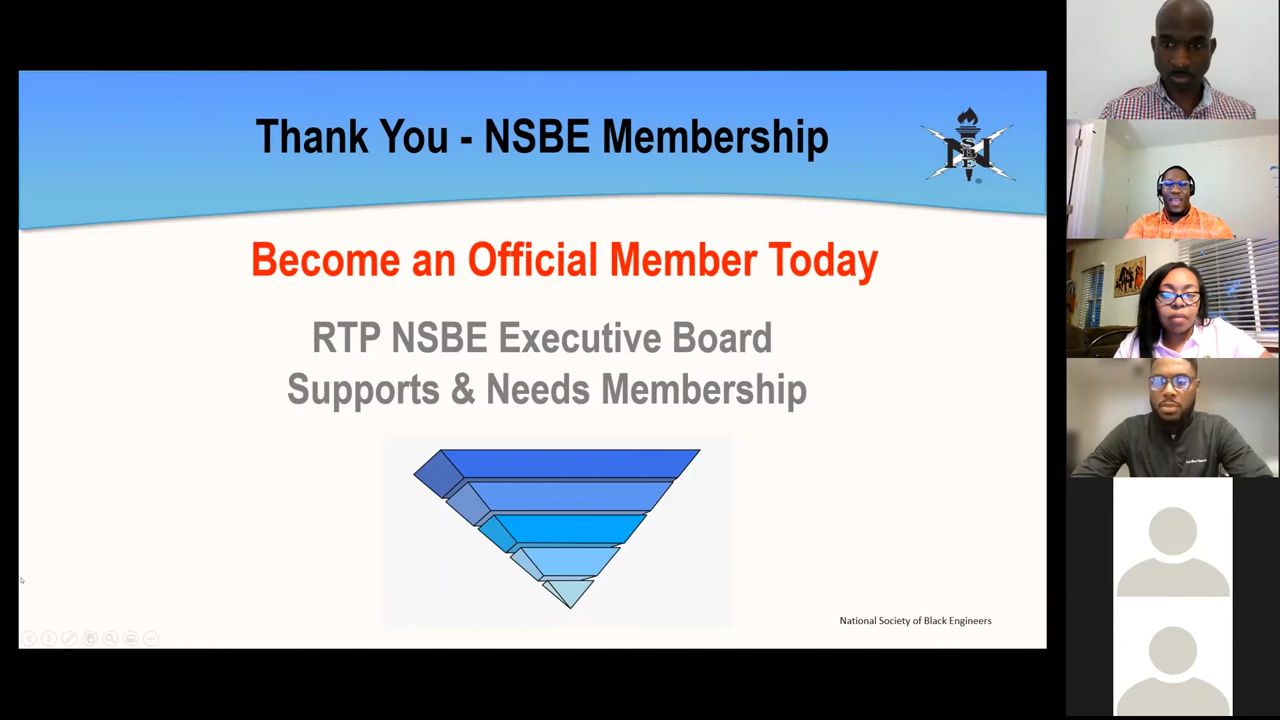 Thank You - NSBE Membership
NSBE
®
Become an Official Member Today
RTP NSBE Executive Board
Supports & Needs Membership
National Society of Black Engineers